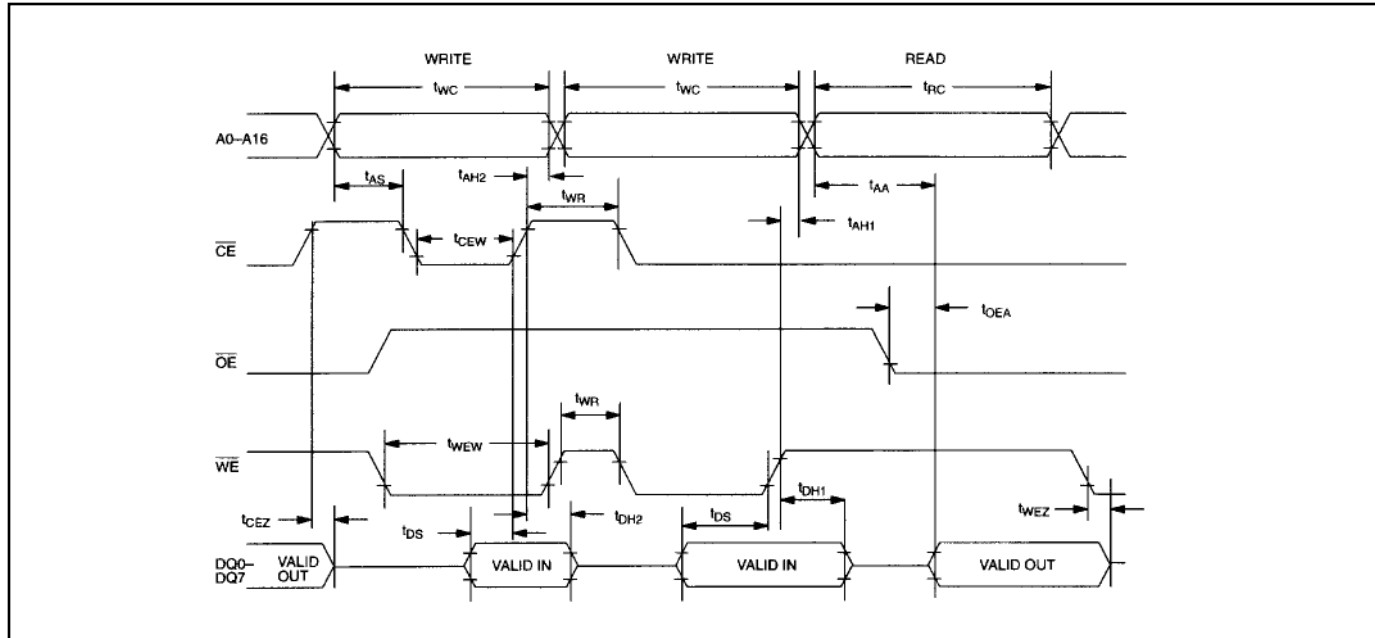 WRITE WRITE READ
tWC tWC tRC
A0–A16
tAS tAH2 tWR tAA
tCEW tAH1
CE
tOEA
OE
tWR
tWEW
WE
tCEZ tDS tDH2 tDS tDH1 tWEZ
DQ0–DQ7 VALID OUT VALID IN VALID IN VALID OUT